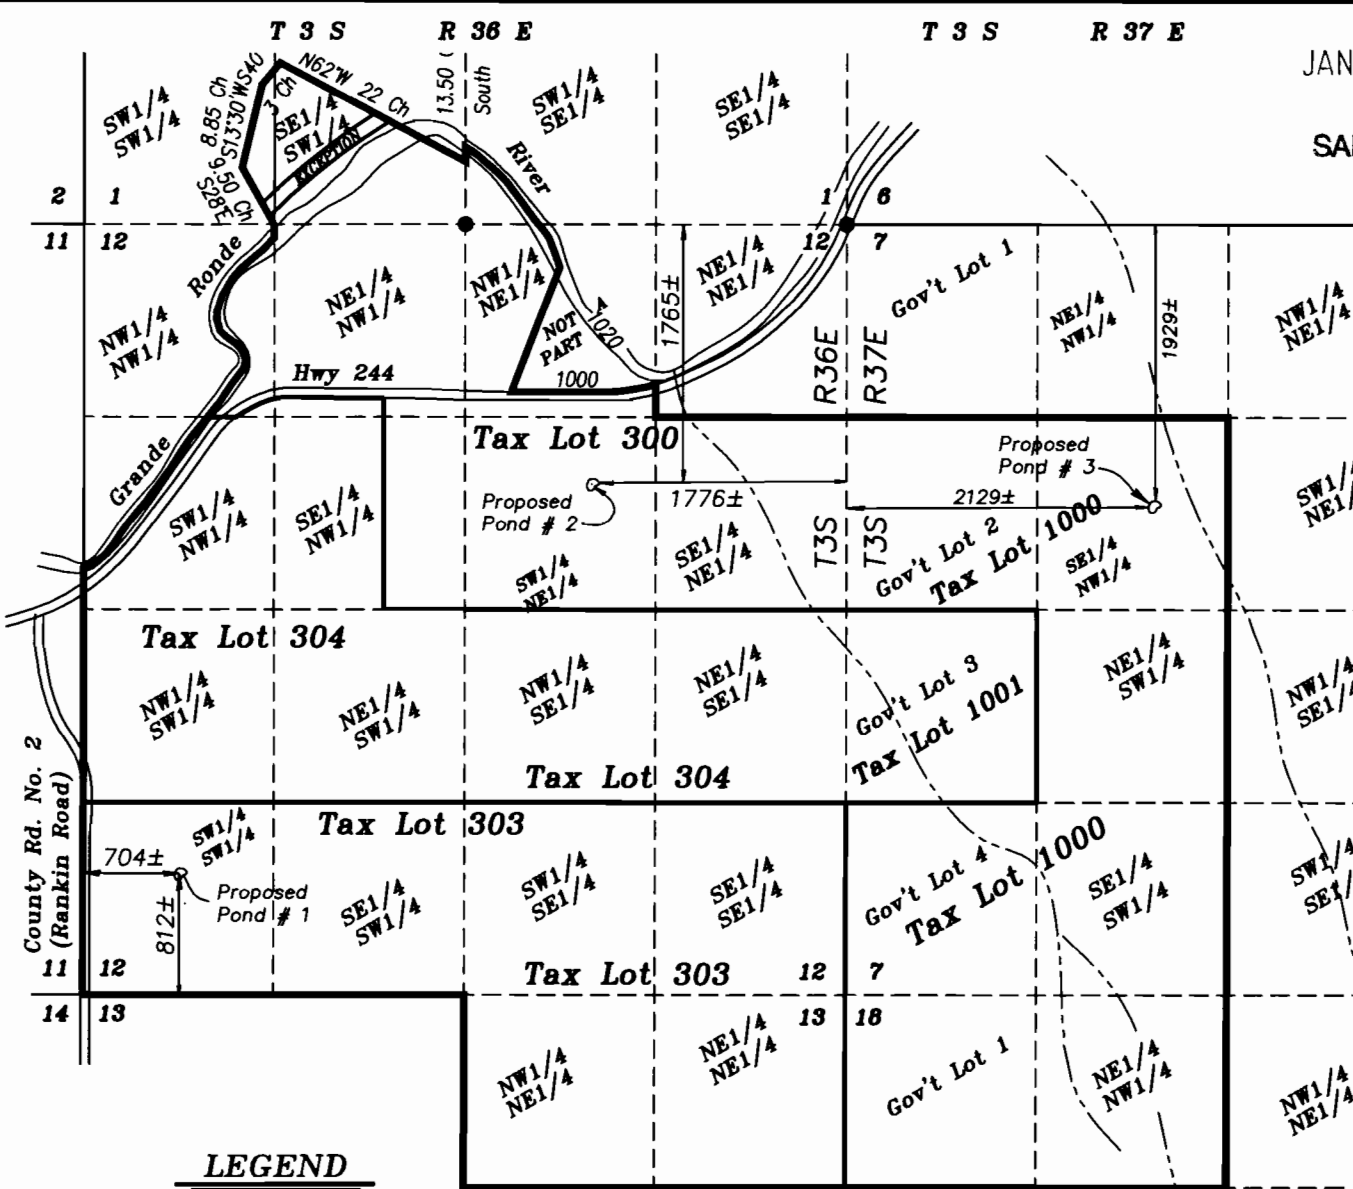 T 3 S R 36 E T 3 S R 37 E
JAN
SAL
SW1/4
SW1/4
8.85 Ch
S13°30'W
S40
3 Ch
N62°W 22 Ch
SE1/4
SW1/4
EXCEPTION
9.50 Ch
S28°E
13.50 (
South
SW1/4
SE1/4
SE1/4
SE1/4
River
2 1
11 12
1 6
12 7
Ronde
NW1/4
NW1/4
NE1/4
NW1/4
NW1/4
NE1/4
NOT
A
PART
1020
1000
1765±
NE1/4
NE1/4
R36E
R37E
Gov't Lot 1
NE1/4
NW1/4
1929±
NW1/4
NE1/4
Hwy 244
Grande
Tax Lot 300
SW1/4
NW1/4
SE1/4
NW1/4
Proposed
Pond # 2
1776±
SW1/4
NE1/4
SE1/4
NE1/4
T3S
T3S
Proposed
Pond # 3
2129±
Gov't Lot 2
Tax Lot 1000
SE1/4
NW1/4
SW1/
NE1/
Tax Lot 304
NW1/4
SW1/4
NE1/4
SW1/4
NW1/4
SE1/4
NE1/4
SE1/4
Gov't Lot 3
Tax Lot 1001
NE1/4
SW1/4
NW1/4
SE1/4
Tax Lot 304
County Rd. No. 2
(Rankin Road)
Tax Lot 303
SW1/4
SW1/4
704±
812±
Proposed
Pond # 1
SE1/4
SW1/4
SW1/4
SE1/4
SE1/4
SE1/4
Gov't Lot 4
Tax Lot 1000
SE1/4
SW1/4
SW1/4
SE1/4
Tax Lot 303
11 12
14 13
12 7
13 18
NW1/4
NE1/4
NE1/4
NE1/4
Gov't Lot 1
NE1/4
NW1/4
NW1/4
NE1/4
LEGEND